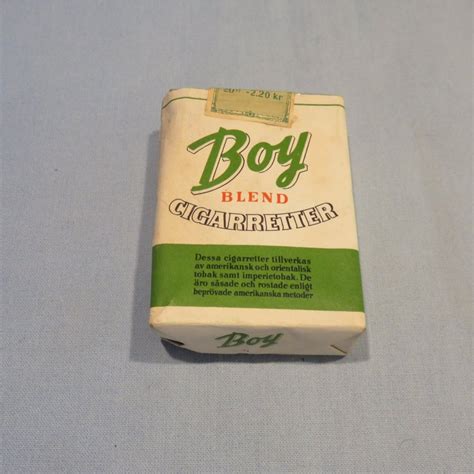 2.20 kr
Boy
BLEND
CIGARRETTER
Dessa cigarretter tillverkas
av amerikansk och orientalisk
tobak samt imperietobak. De
äro såsade och rostade enligt
beprövade amerikanska metoder
Boy